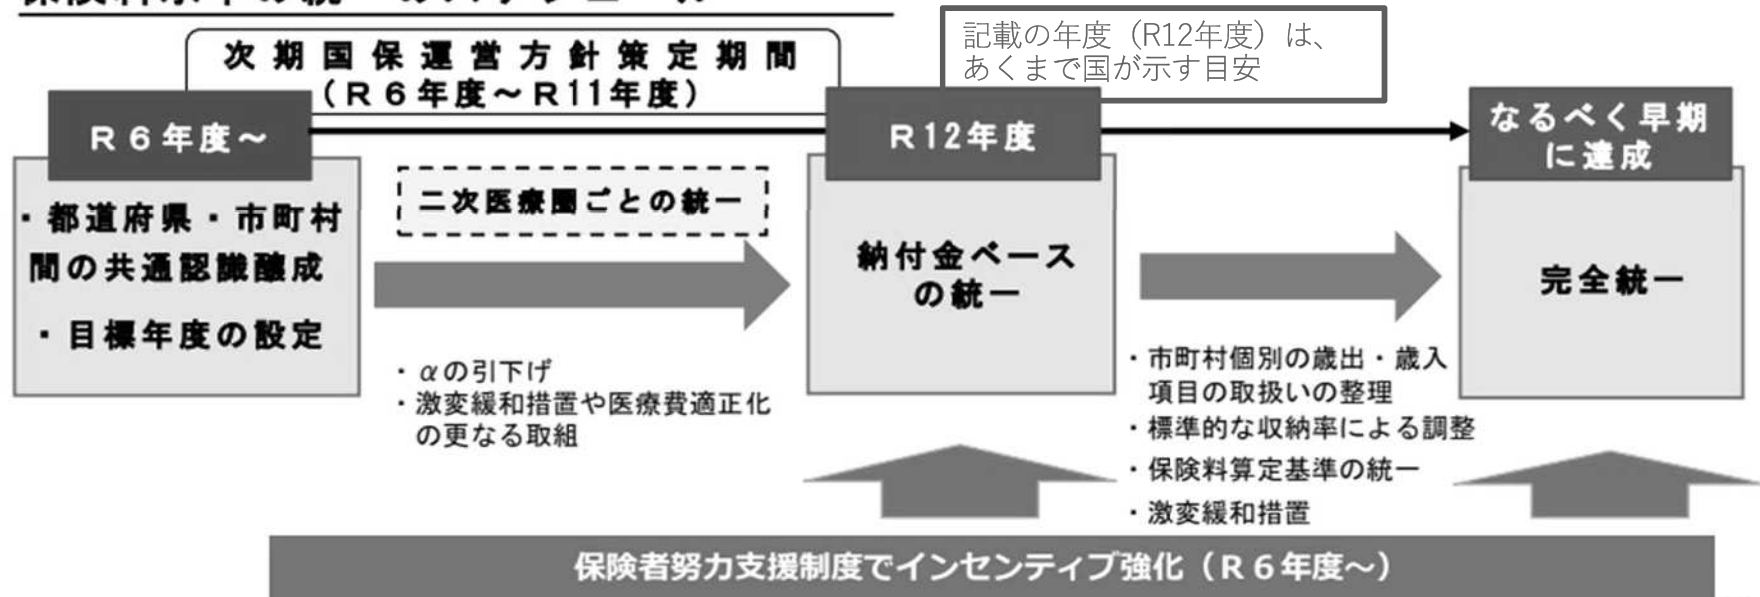 次期国保運営方針策定期間
(R6年度~R11年度)
記載の年度(R12年度)は、
あくまで国が示す目安
R6年度~
R12年度
なるべく早期
に達成
・都道府県・市町村
間の共通認識醸成
・目標年度の設定
二次医療圏ごとの統一
納付金ベース
の統一
完全統一
・αの引下げ
・激変緩和措置や医療費適正化
の更なる取組
・市町村個別の歳出・歳入
項目の取扱いの整理
・標準的な収納率による調整
・保険料算定基準の統一
・激変緩和措置
保険者努力支援制度でインセンティブ強化(R6年度~)